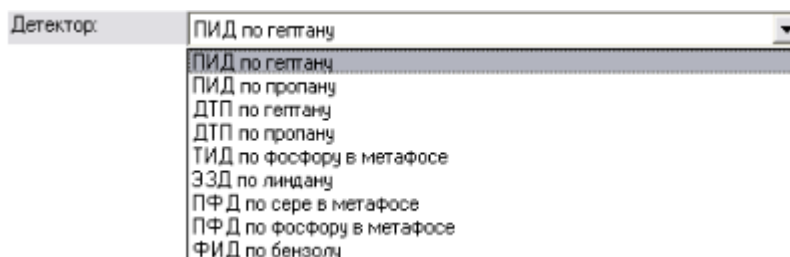 Детектор: ПИД по гептану
ПИД по гептану
ПИД по пропану
ДТП по гептану
ДТП по пропану
ТИД по фосфору в метафосе
ЭЗД по линдану
ПФД по сере в метафосе
ПФД по фосфору в метафосе
ФИД по бензолу